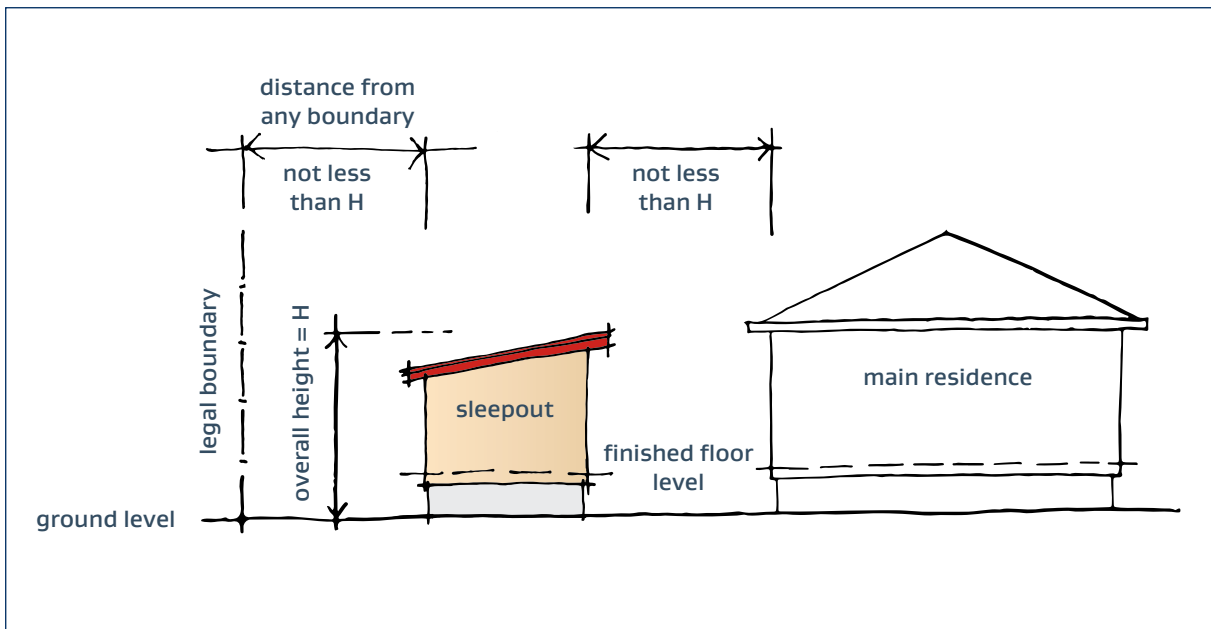 distance from
any boundary
not less
than H
not less
than H
legal boundary
overall height = H
sleepout
main residence
finished floor
level
ground level